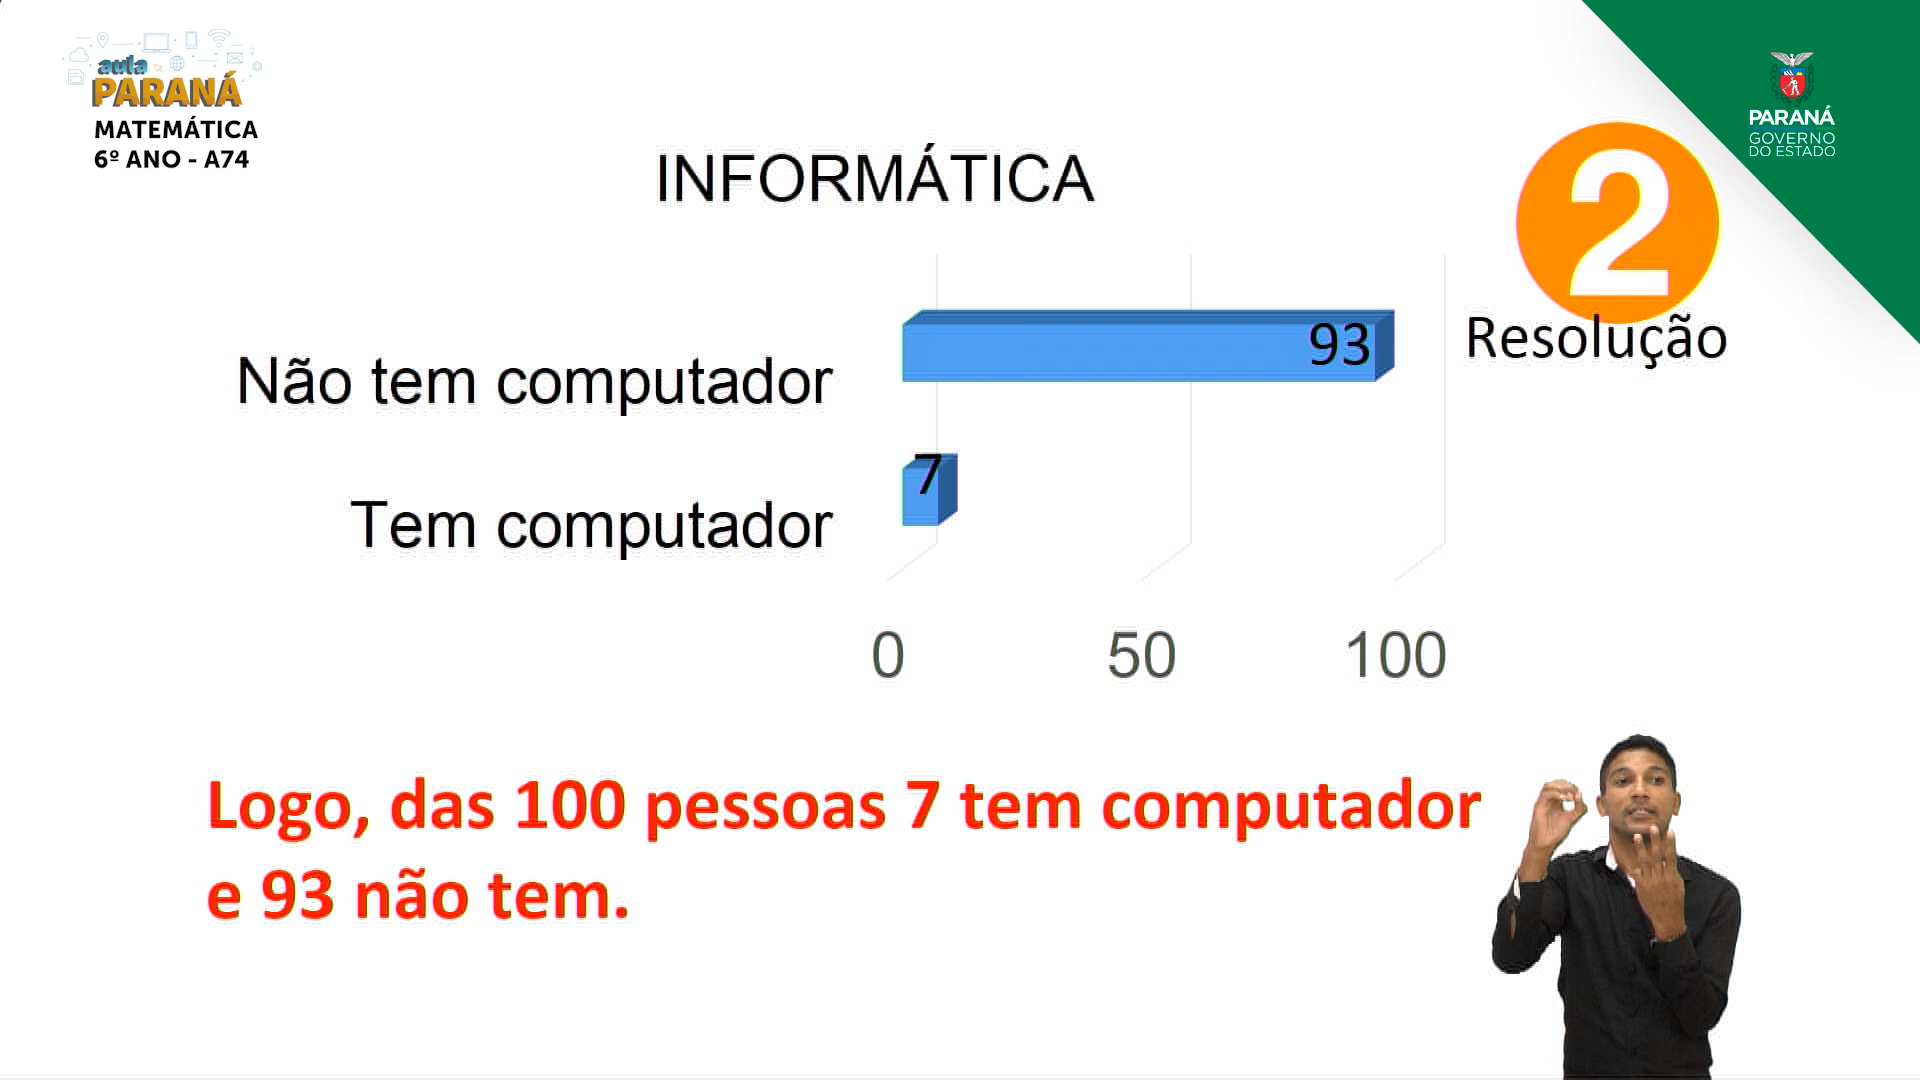 aula
PARANÁ
MATEMÁTICA
6º ANO - A74
PARANÁ
GOVERNO
DO ESTADO
INFORMÁTICA
2
Resolução
Não tem computador
93
Tem computador
7
0 50 100
Logo, das 100 pessoas 7 tem computador
e 93 não tem.